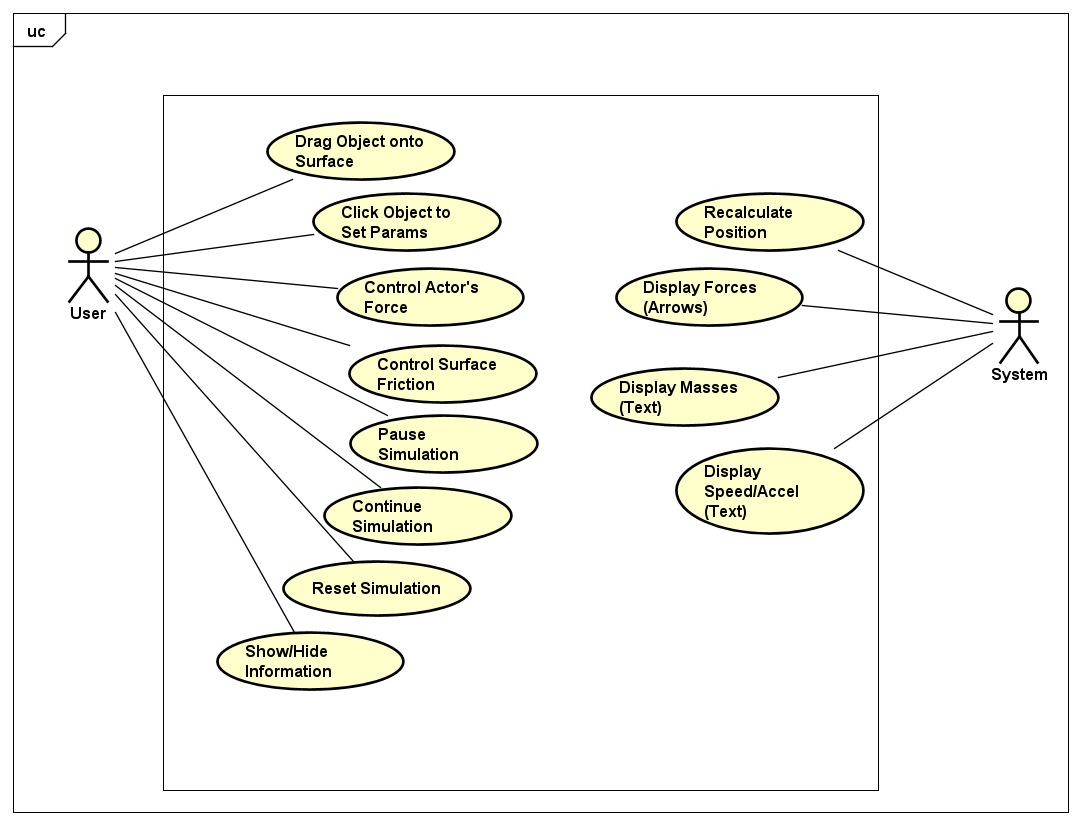 uc
Drag Object onto
Surface
Click Object to
Set Params
Control Actor's
Force
Control Surface
Friction
Pause
Simulation
Continue
Simulation
Reset Simulation
Show/Hide
Information
User
Recalculate
Position
Display Forces
(Arrows)
Display Masses
(Text)
Display
Speed/Accel
(Text)
System